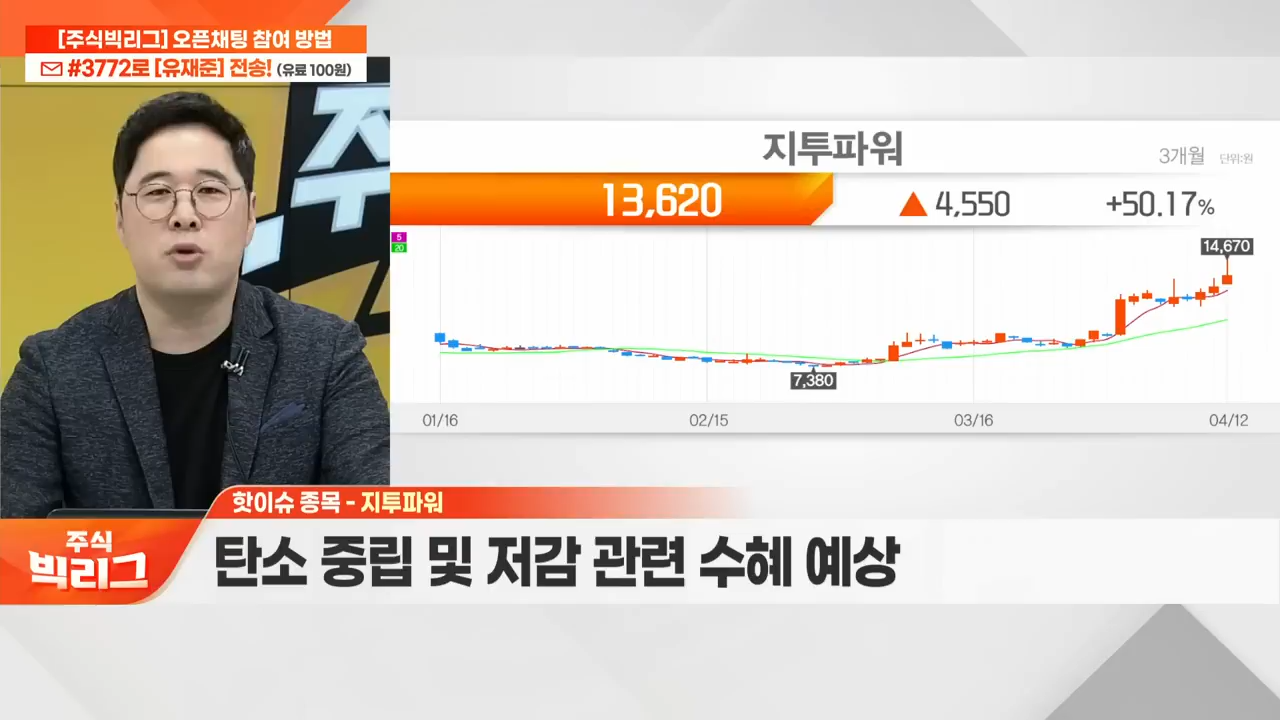 [주식빅리그] 오픈채팅 참여 방법
#3772로 [유재준] 전송! (유료 100원)
지투파워
3개월 단위:원
13,620 ▲ 4,550 +50.17%
5
20
14,670
7,380
01/16 02/15 03/16 04/12
핫이슈 종목 - 지투파워
주식
빅리그
탄소 중립 및 저감 관련 수혜 예상